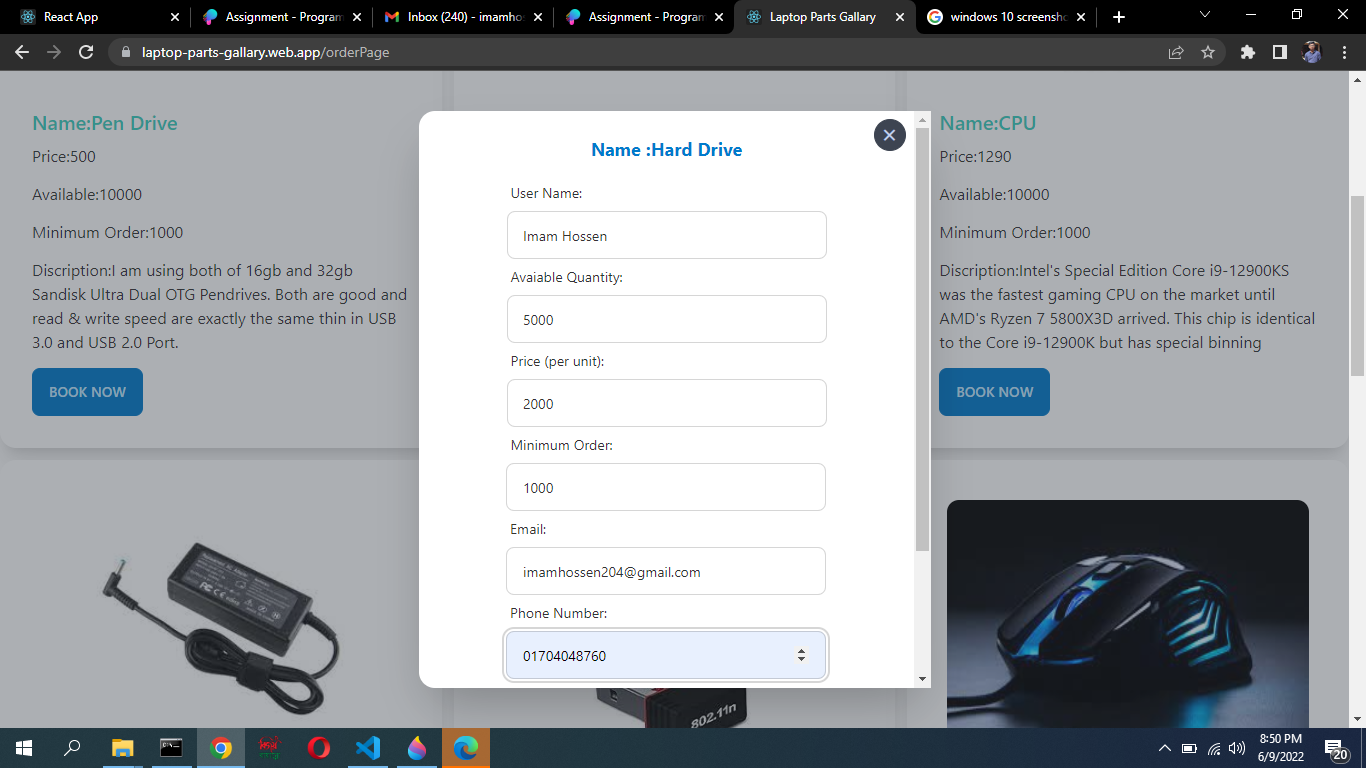 React App
Assignment - Program
Inbox (240) - imamhos
Assignment - Program
Laptop Parts Gallary
windows 10 screensho
laptop-parts-gallary.web.app/orderPage
Name:Pen Drive
Price:500
Available:10000
Minimum Order:1000
Discription:I am using both of 16gb and 32gb
Sandisk Ultra Dual OTG Pendrives. Both are good and
read & write speed are exactly the same thin in USB
3.0 and USB 2.0 Port.
BOOK NOW
Name :Hard Drive
User Name:
Imam Hossen
Avaiable Quantity:
5000
Price (per unit):
2000
Minimum Order:
1000
Email:
imamhossen204@gmail.com
Phone Number:
01704048760
Name:CPU
Price:1290
Available:10000
Minimum Order:1000
Discription:Intel's Special Edition Core i9-12900KS
was the fastest gaming CPU on the market until
AMD's Ryzen 7 5800X3D arrived. This chip is identical
to the Core i9-12900K but has special binning
BOOK NOW
802.11n
8:50 PM
6/9/2022
20